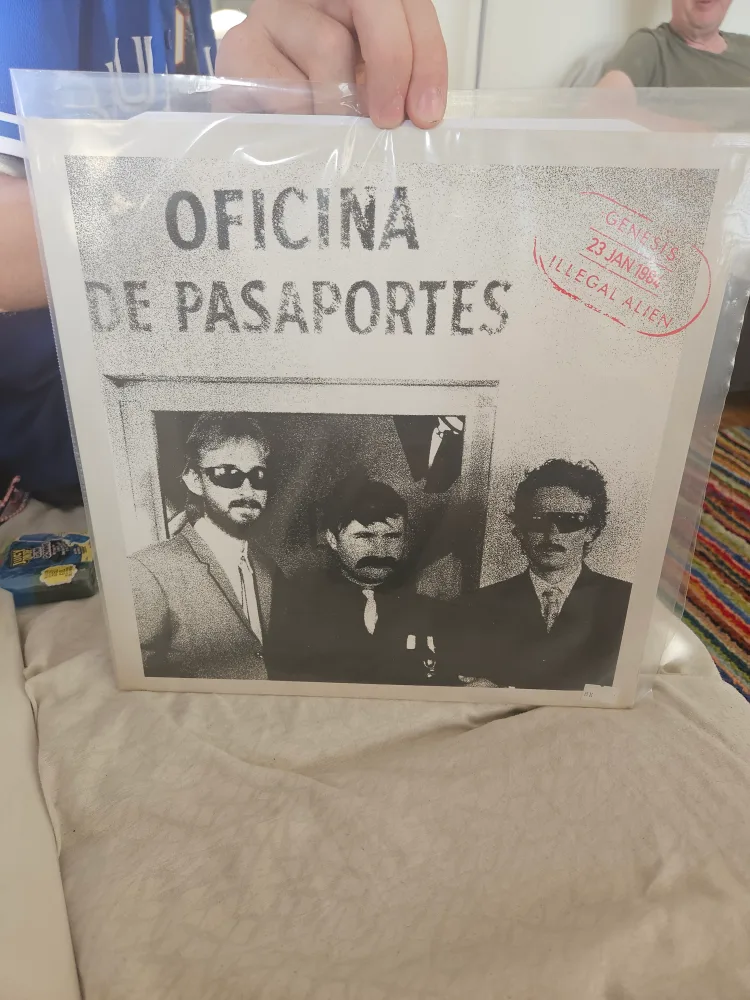 OFICINA
DE PASAPORTES
GENESIS
23 JAN 1984
ILLEGAL ALIEN